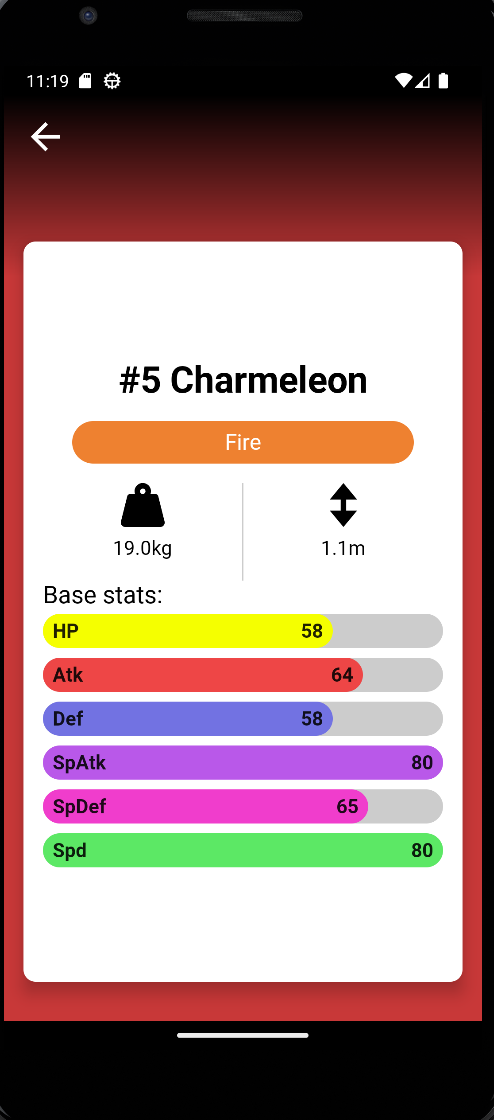 11:19
#5 Charmeleon
Fire
19.0kg 1.1m
Base stats:
HP 58
Atk 64
Def 58
SpAtk 80
SpDef 65
Spd 80